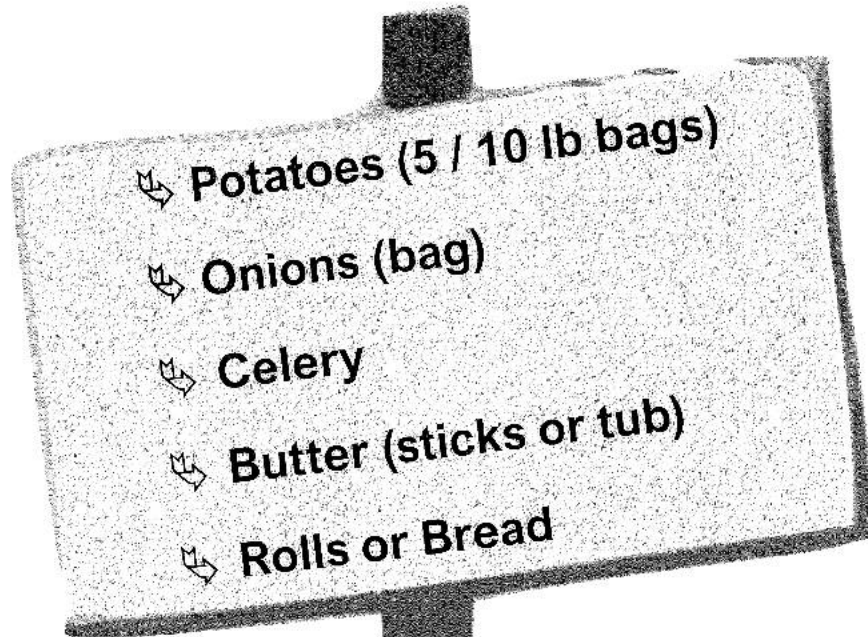 Potatoes (5 / 10 lb bags)
Onions (bag)
Celery
Butter (sticks or tub)
Rolls or Bread